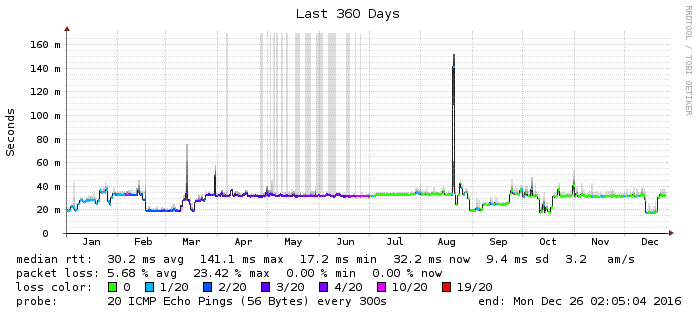 Last 360 Days
RRDTOOL / TOBI OETIKER
Seconds
160 m
140 m
120 m
100 m
80 m
60 m
40 m
20 m
0
Jan Feb Mar Apr May Jun Jul Aug Sep Oct Nov Dec
median rtt: 30.2 ms avg 141.1 ms max 17.2 ms min 32.2 ms now 9.4 ms sd 3.2 am/s
packet loss: 5.68 % avg 23.42 % max 0.00 % min 0.00 % now
loss color: 0 1/20 2/20 3/20 4/20 10/20 19/20
probe: 20 ICMP Echo Pings (56 Bytes) every 300s end: Mon Dec 26 02:05:04 2016